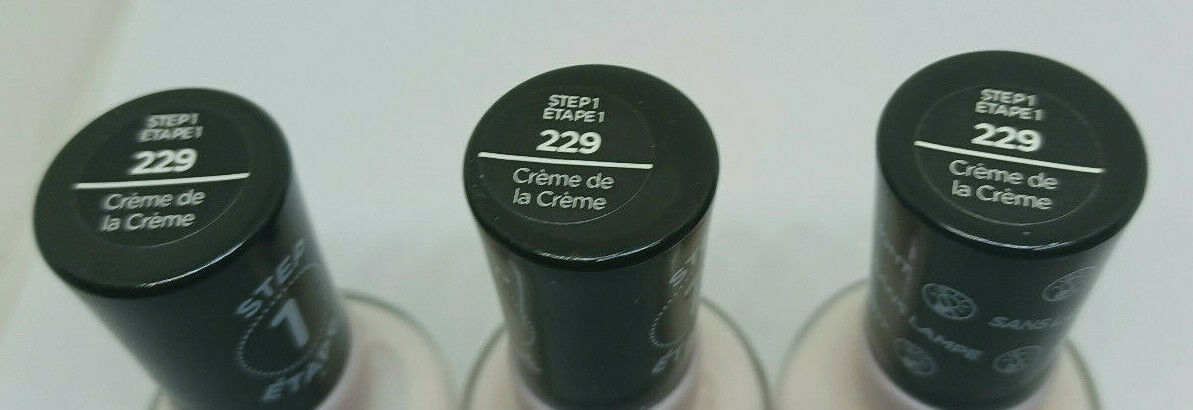 STEP 1
ÉTAPE 1
229
Crème de
la Crème
STEP
1
STEP 1
ÉTAPE 1
229
Crème de
la Crème
STEP 1
ÉTAPE 1
229
Crème de
la Crème
LAMPE
SANS